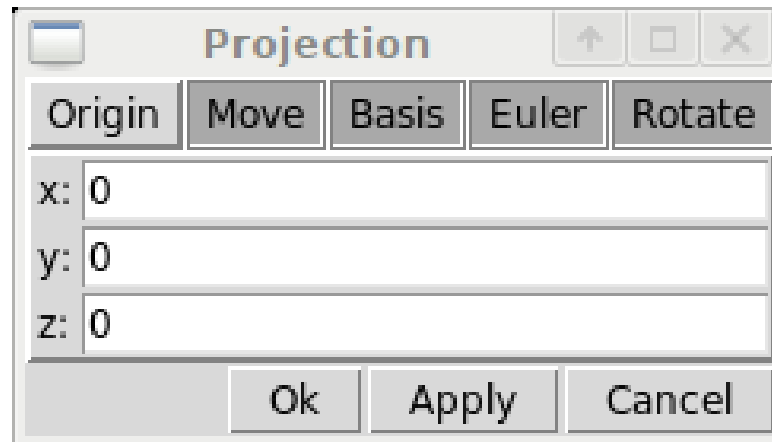 Projection
Origin Move Basis Euler Rotate
x: 0
y: 0
z: 0
Ok Apply Cancel